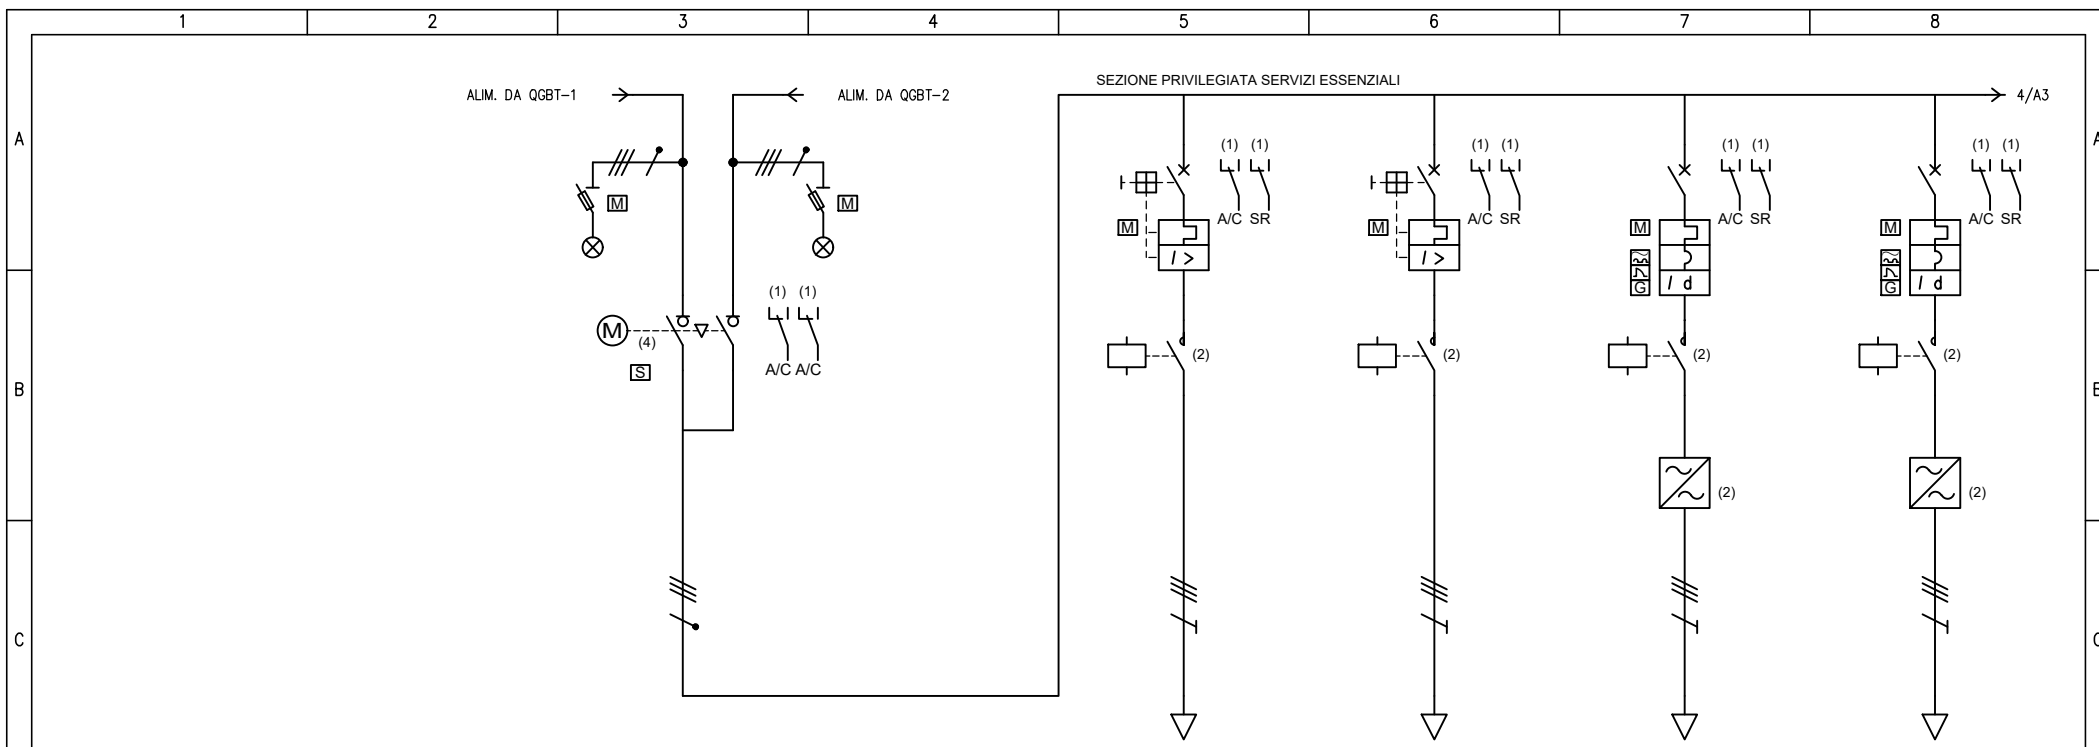 1 2 3 4 5 6 7 8
SEZIONE PRIVILEGIATA SERVIZI ESSENZIALI
ALIM. DA QGBT-1 ALIM. DA QGBT-2 4/A3
A A
(1) (1) (1) (1) (1) (1) (1) (1)
M M
A/C SR A/C SR A/C SR A/C SR
M M M M
I > I >
I d I d
G G
(1) (1)
M
(4)
(2) (2) (2) (2)
S A/C A/C
B B
(2) (2)
C C